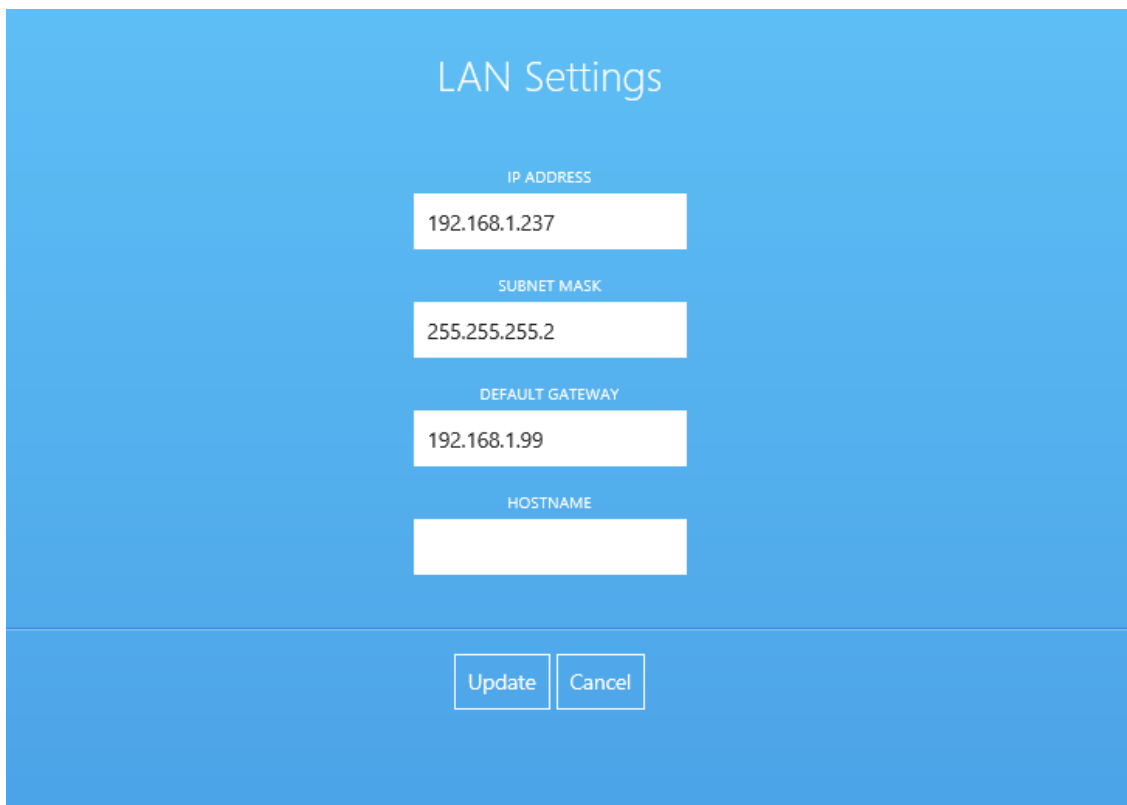 LAN Settings
IP ADDRESS
192.168.1.237
SUBNET MASK
255.255.255.2
DEFAULT GATEWAY
192.168.1.99
HOSTNAME
Update Cancel